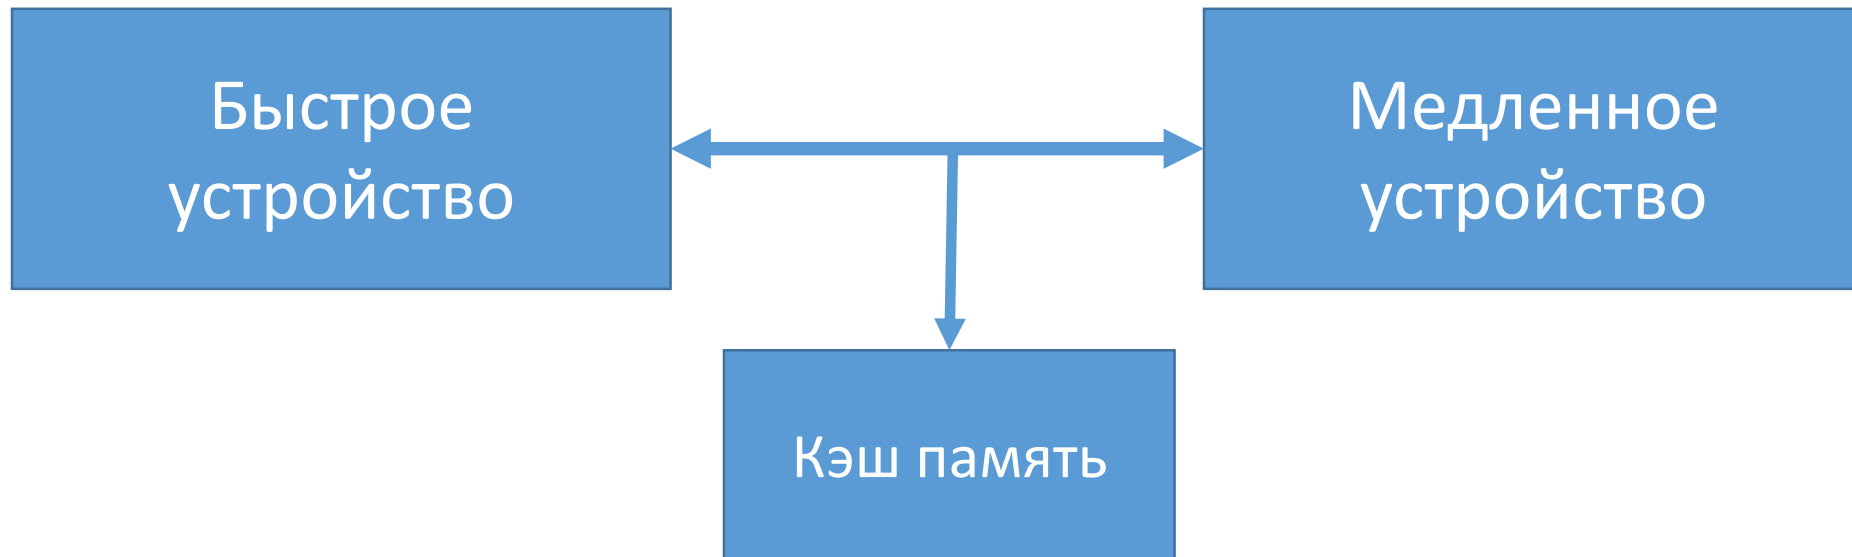 Быстрое
устройство
Медленное
устройство
Кэш память